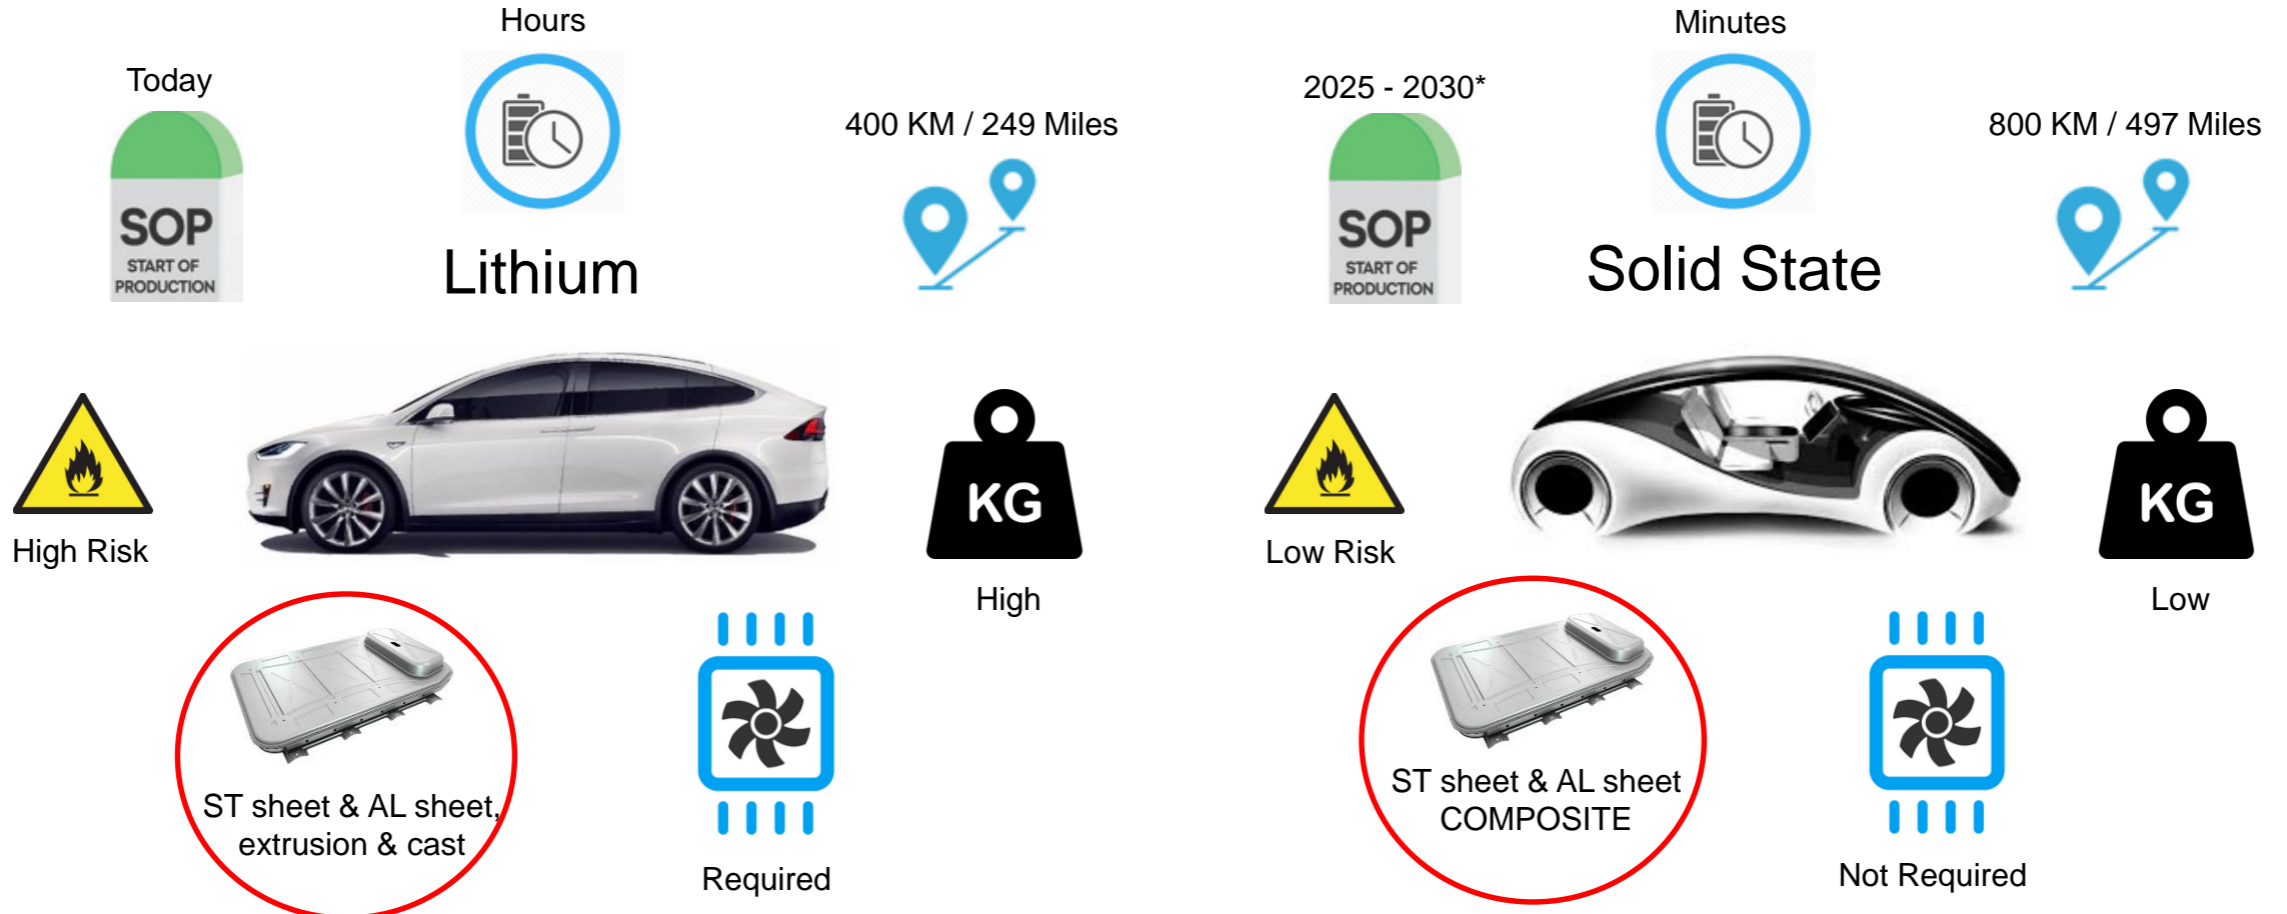 Hours
Today
400 KM / 249 Miles
SOP
START OF
PRODUCTION
Lithium
High Risk
KG
High
ST sheet & AL sheet,
extrusion & cast
Required
Minutes
2025 - 2030*
800 KM / 497 Miles
SOP
START OF
PRODUCTION
Solid State
Low Risk
KG
Low
ST sheet & AL sheet
COMPOSITE
Not Required